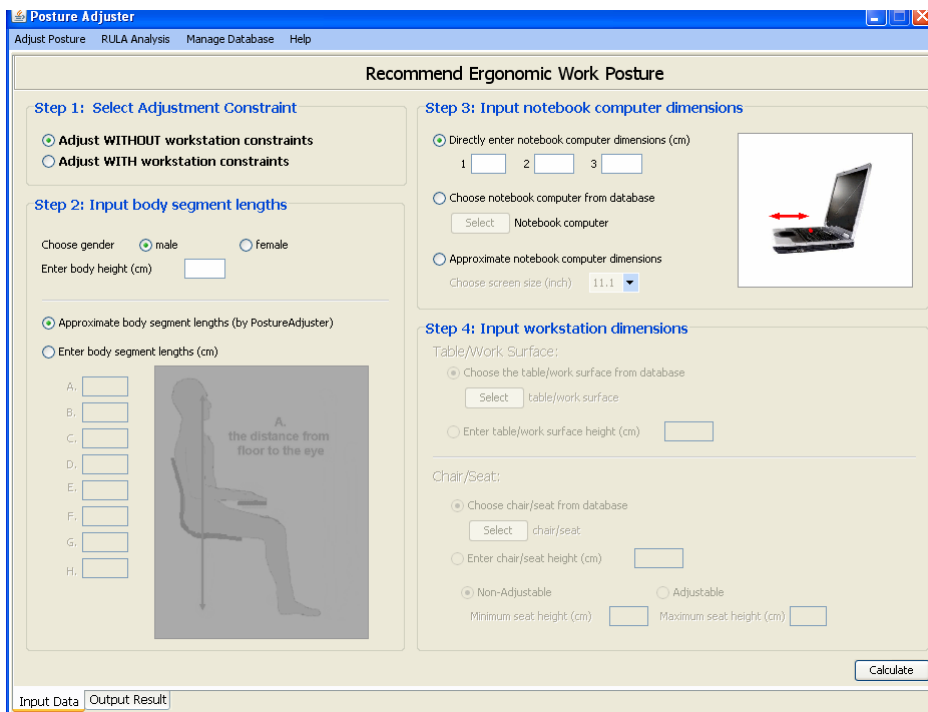 Posture Adjuster
Adjust Posture RULA Analysis Manage Database Help
Recommend Ergonomic Work Posture
Step 1: Select Adjustment Constraint
Adjust WITHOUT workstation constraints
Adjust WITH workstation constraints
Step 2: Input body segment lengths
Choose gender male female
Enter body height (cm)
Approximate body segment lengths (by PostureAdjuster)
Enter body segment lengths (cm)
A.
B.
C.
D.
E.
F.
G.
H.
A.
the distance from
floor to the eye
Step 3: Input notebook computer dimensions
Directly enter notebook computer dimensions (cm)
1 2 3
Choose notebook computer from database
Select Notebook computer
Approximate notebook computer dimensions
Choose screen size (inch) 11.1
Step 4: Input workstation dimensions
Table/Work Surface:
Choose the table/work surface from database
Select table/work surface
Enter table/work surface height (cm)
Chair/Seat:
Choose chair/seat from database
Select chair/seat
Enter chair/seat height (cm)
Non-Adjustable Adjustable
Minimum seat height (cm) Maximum seat height (cm)
Calculate
Input Data Output Result